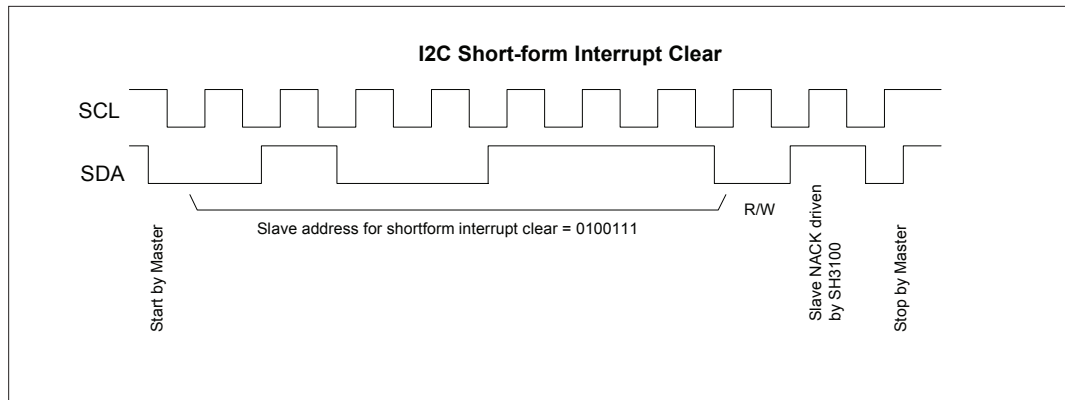 I2C Short-form Interrupt Clear
SCL
SDA
R/W
Slave address for shortform interrupt clear = 0100111
Start by Master
Slave NACK driven
by SH3100
Stop by Master